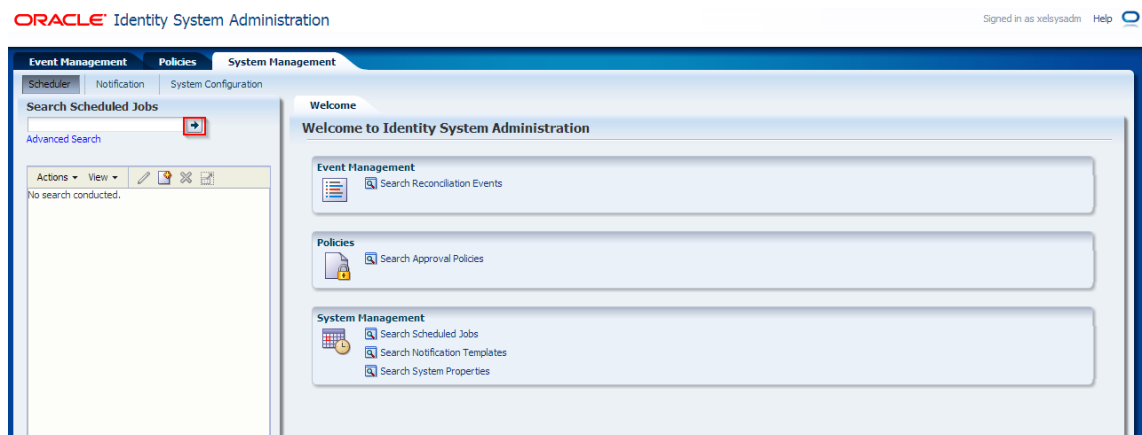 ORACLE Identity System Administration
Signed in as xelsysadm Help
Event Management Policies System Management
Scheduler Notification System Configuration
Search Scheduled Jobs
Advanced Search
Actions View
No search conducted.
Welcome
Welcome to Identity System Administration
Event Management
Search Reconciliation Events
Policies
Search Approval Policies
System Management
Search Scheduled Jobs
Search Notification Templates
Search System Properties